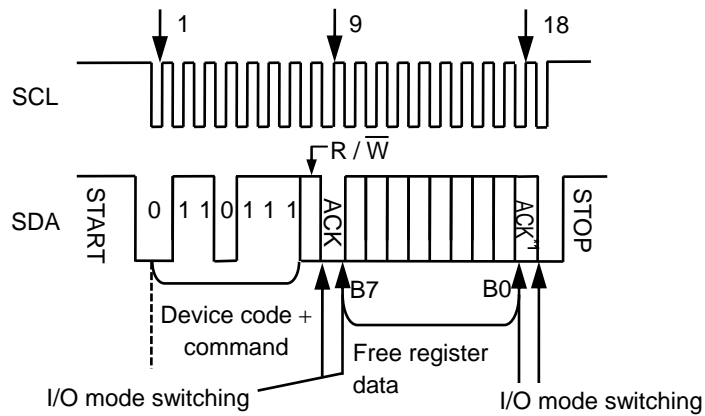 1 9 18
SCL
R / W
SDA START 0 1 1 0 1 1 1 ACK ACK*1 STOP
B7 B0
Device code +
command
Free register
data
I/O mode switching I/O mode switching